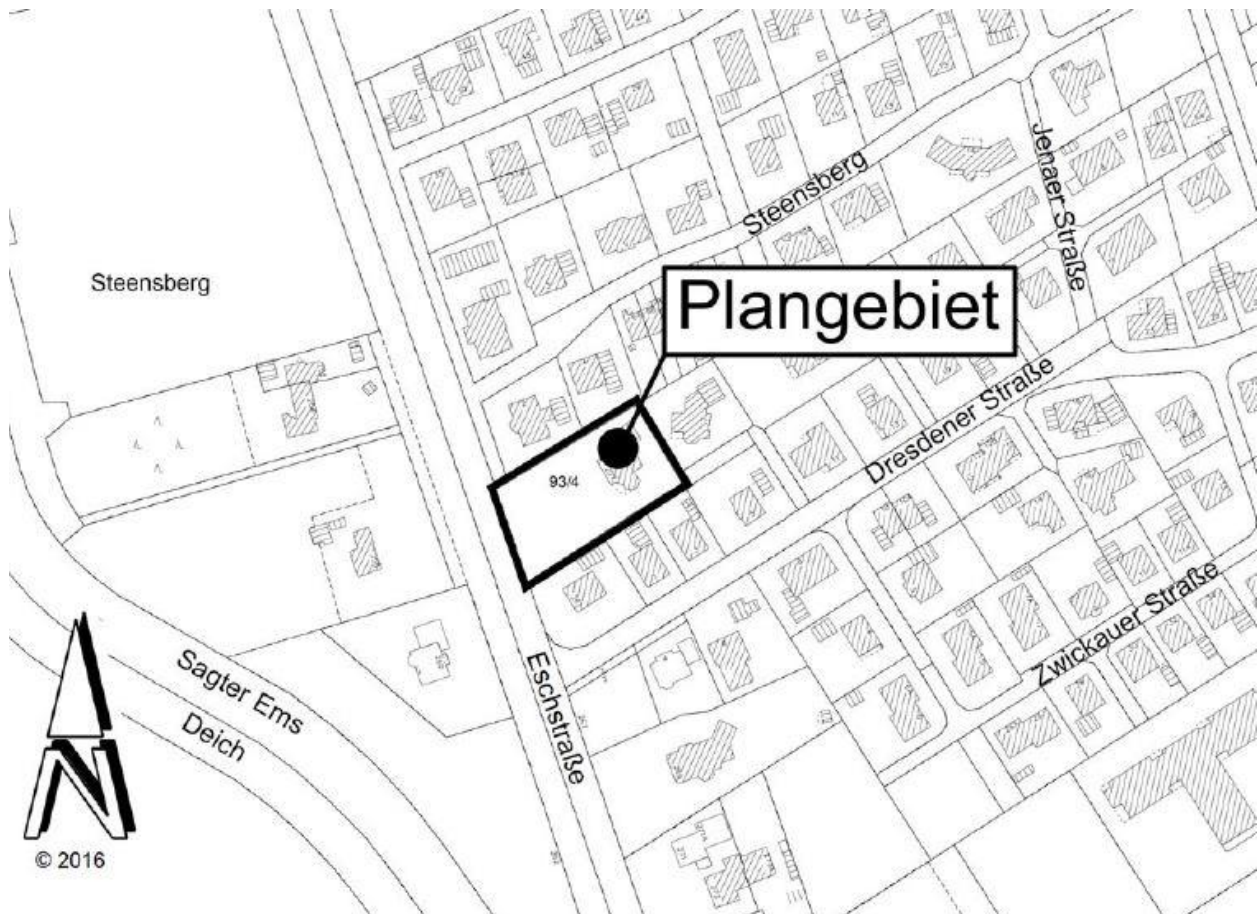 Steensberg
Jenaer Straße
Steensberg
Plangebiet
Dresdener Straße
93/4
Zwickauer Straße
Sagter Ems
Deich
Eschstraße
N
© 2016